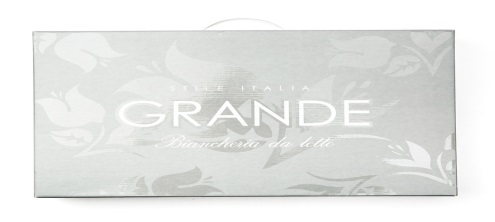 STILE ITALIA
GRANDE
Biancheria da letto